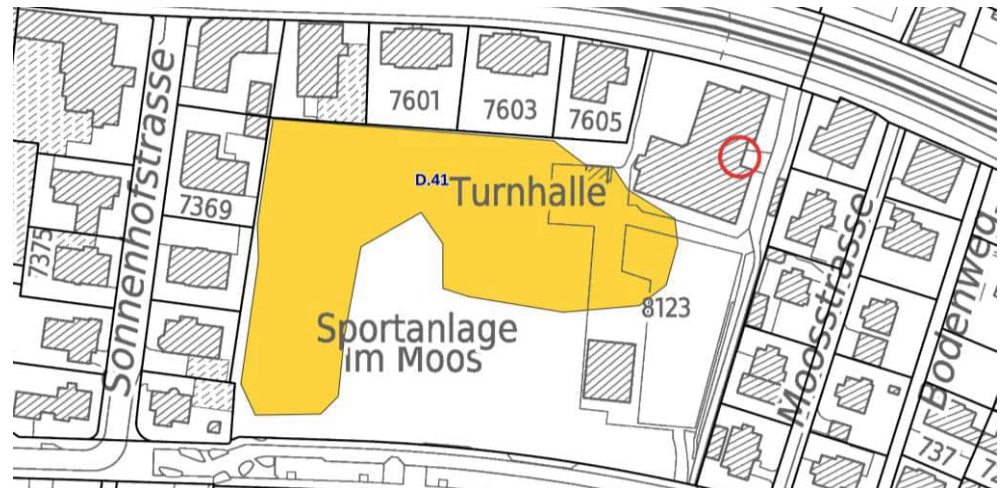 7601
7603
7605
D.41
Turnhalle
7369
7375
Sonnenhofstrasse
8123
Sportanlage
im Moos
Moosstrasse
Bodenweg
737